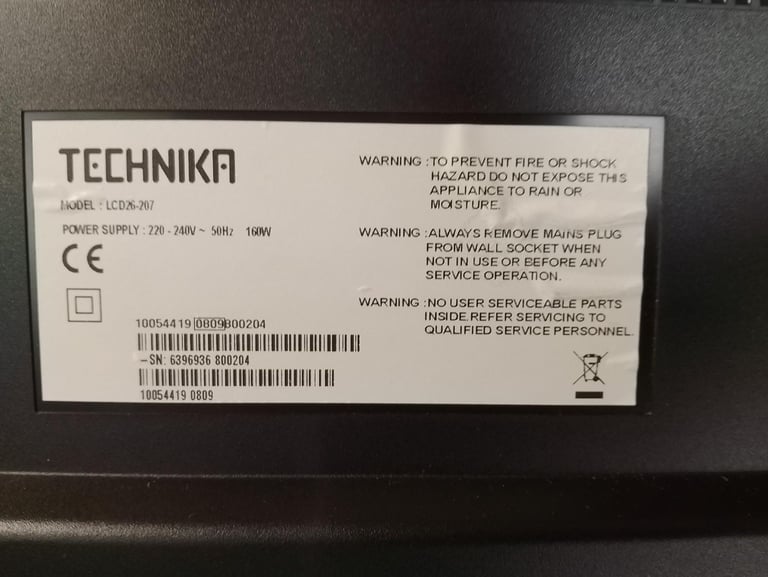 TECHNIKA
MODEL : LCD26-207
POWER SUPPLY : 220 - 240V ~ 50Hz 160W
CE
10054419 0809B00204
-SN: 6396936 800204
10054419 0809
WARNING :TO PREVENT FIRE OR SHOCK
HAZARD DO NOT EXPOSE THIS
APPLIANCE TO RAIN OR
MOISTURE.
WARNING :ALWAYS REMOVE MAINS PLUG
FROM WALL SOCKET WHEN
NOT IN USE OR BEFORE ANY
SERVICE OPERATION.
WARNING :NO USER SERVICEABLE PARTS
INSIDE.REFER SERVICING TO
QUALIFIED SERVICE PERSONNEL.